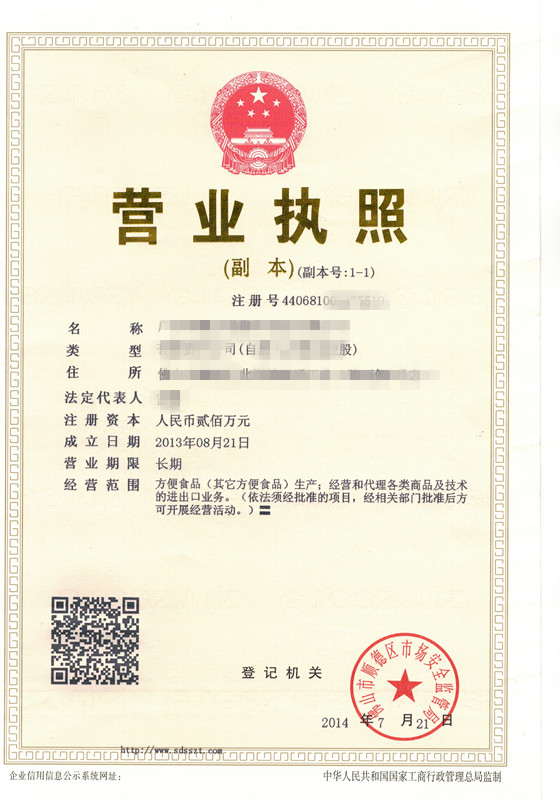 营业执照
(副 本)(副本号:1-1)
注 册 号 44068100
名 称
类 型 司(自 股)
住 所 佛 北
法定代表人
注 册 资 本 人民币贰佰万元
成 立 日 期 2013年08月21日
营 业 期 限 长期
经 营 范 围 方便食品（其它方便食品）生产；经营和代理各类商品及技术
的进出口业务。（依法须经批准的项目，经相关部门批准后方
可开展经营活动。）〓
登 记 机 关
佛山市顺德区市场安全监督局
2014 年 7 月 21 日
http://www.sdsszt.com
企业信用信息公示系统网址：
中华人民共和国国家工商行政管理总局监制